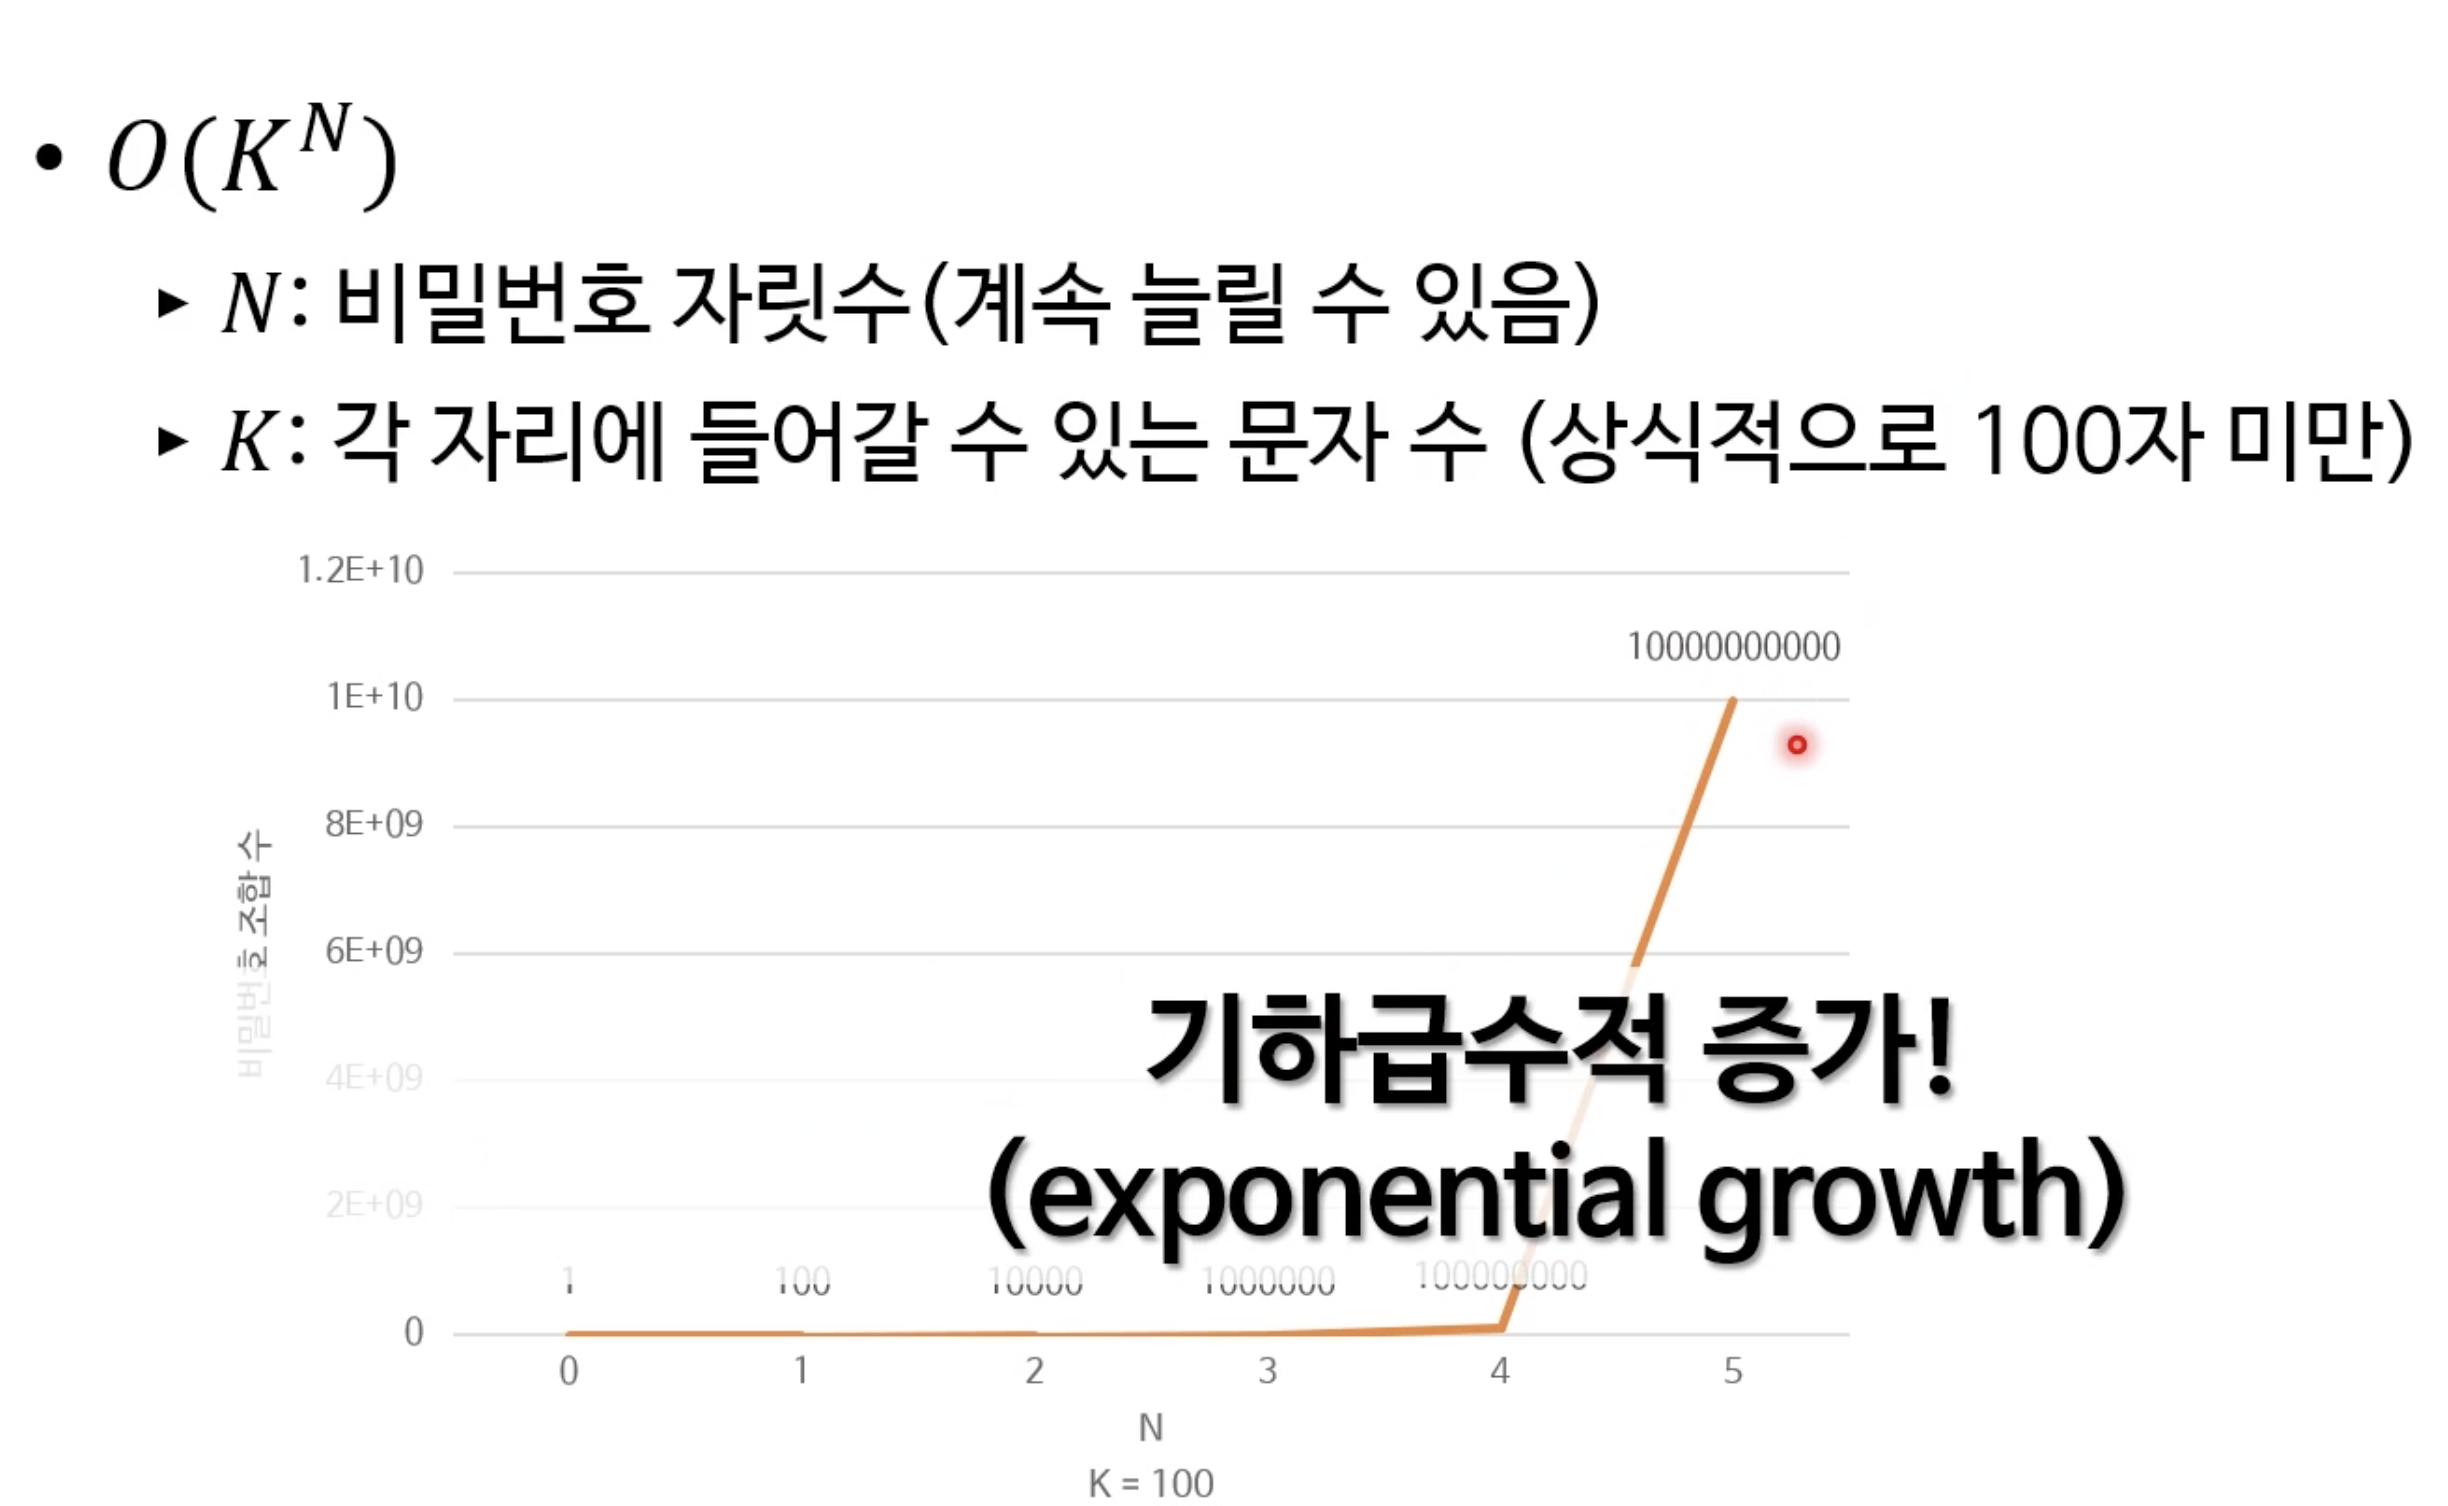 • O(K^N)
▸ N: 비밀번호 자릿수(계속 늘릴 수 있음)
▸ K: 각 자리에 들어갈 수 있는 문자 수 (상식적으로 100자 미만)
1.2E+10
10000000000
1E+10
8E+09
6E+09
4E+09
2E+09
0
비밀번호 조합 수
기하급수적 증가!
(exponential growth)
1 100 10000 1000000 100000000
0 1 2 3 4 5
N
K = 100